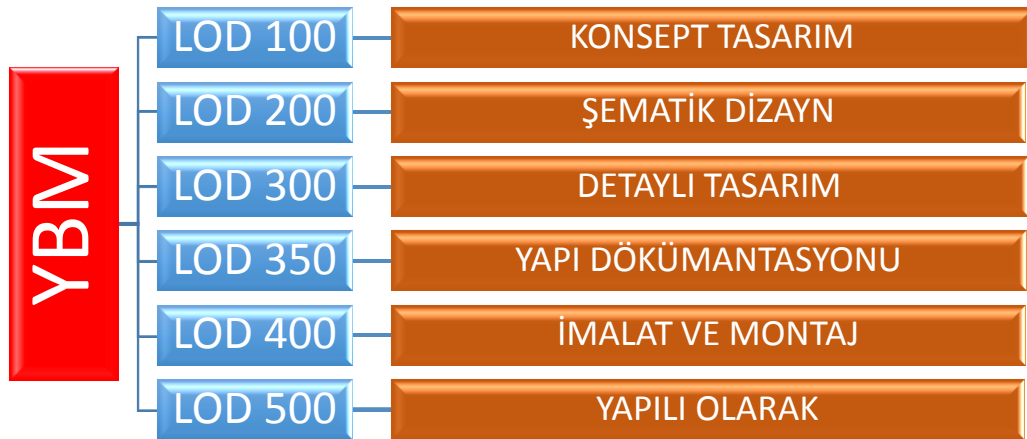 YBM
LOD 100
KONSEPT TASARIM
LOD 200
ŞEMATİK DİZAYN
LOD 300
DETAYLI TASARIM
LOD 350
YAPI DÖKÜMANTASYONU
LOD 400
İMALAT VE MONTAJ
LOD 500
YAPILI OLARAK